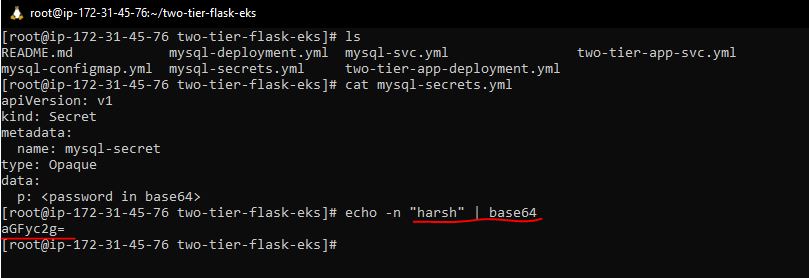 root@ip-172-31-45-76:~/two-tier-flask-eks
[root@ip-172-31-45-76 two-tier-flask-eks]# ls
README.md mysql-deployment.yml mysql-svc.yml two-tier-app-svc.yml
mysql-configmap.yml mysql-secrets.yml two-tier-app-deployment.yml
[root@ip-172-31-45-76 two-tier-flask-eks]# cat mysql-secrets.yml
apiVersion: v1
kind: Secret
metadata:
  name: mysql-secret
type: Opaque
data:
  p: <password in base64>
[root@ip-172-31-45-76 two-tier-flask-eks]# echo -n "harsh" | base64
aGFyc2g=
[root@ip-172-31-45-76 two-tier-flask-eks]#